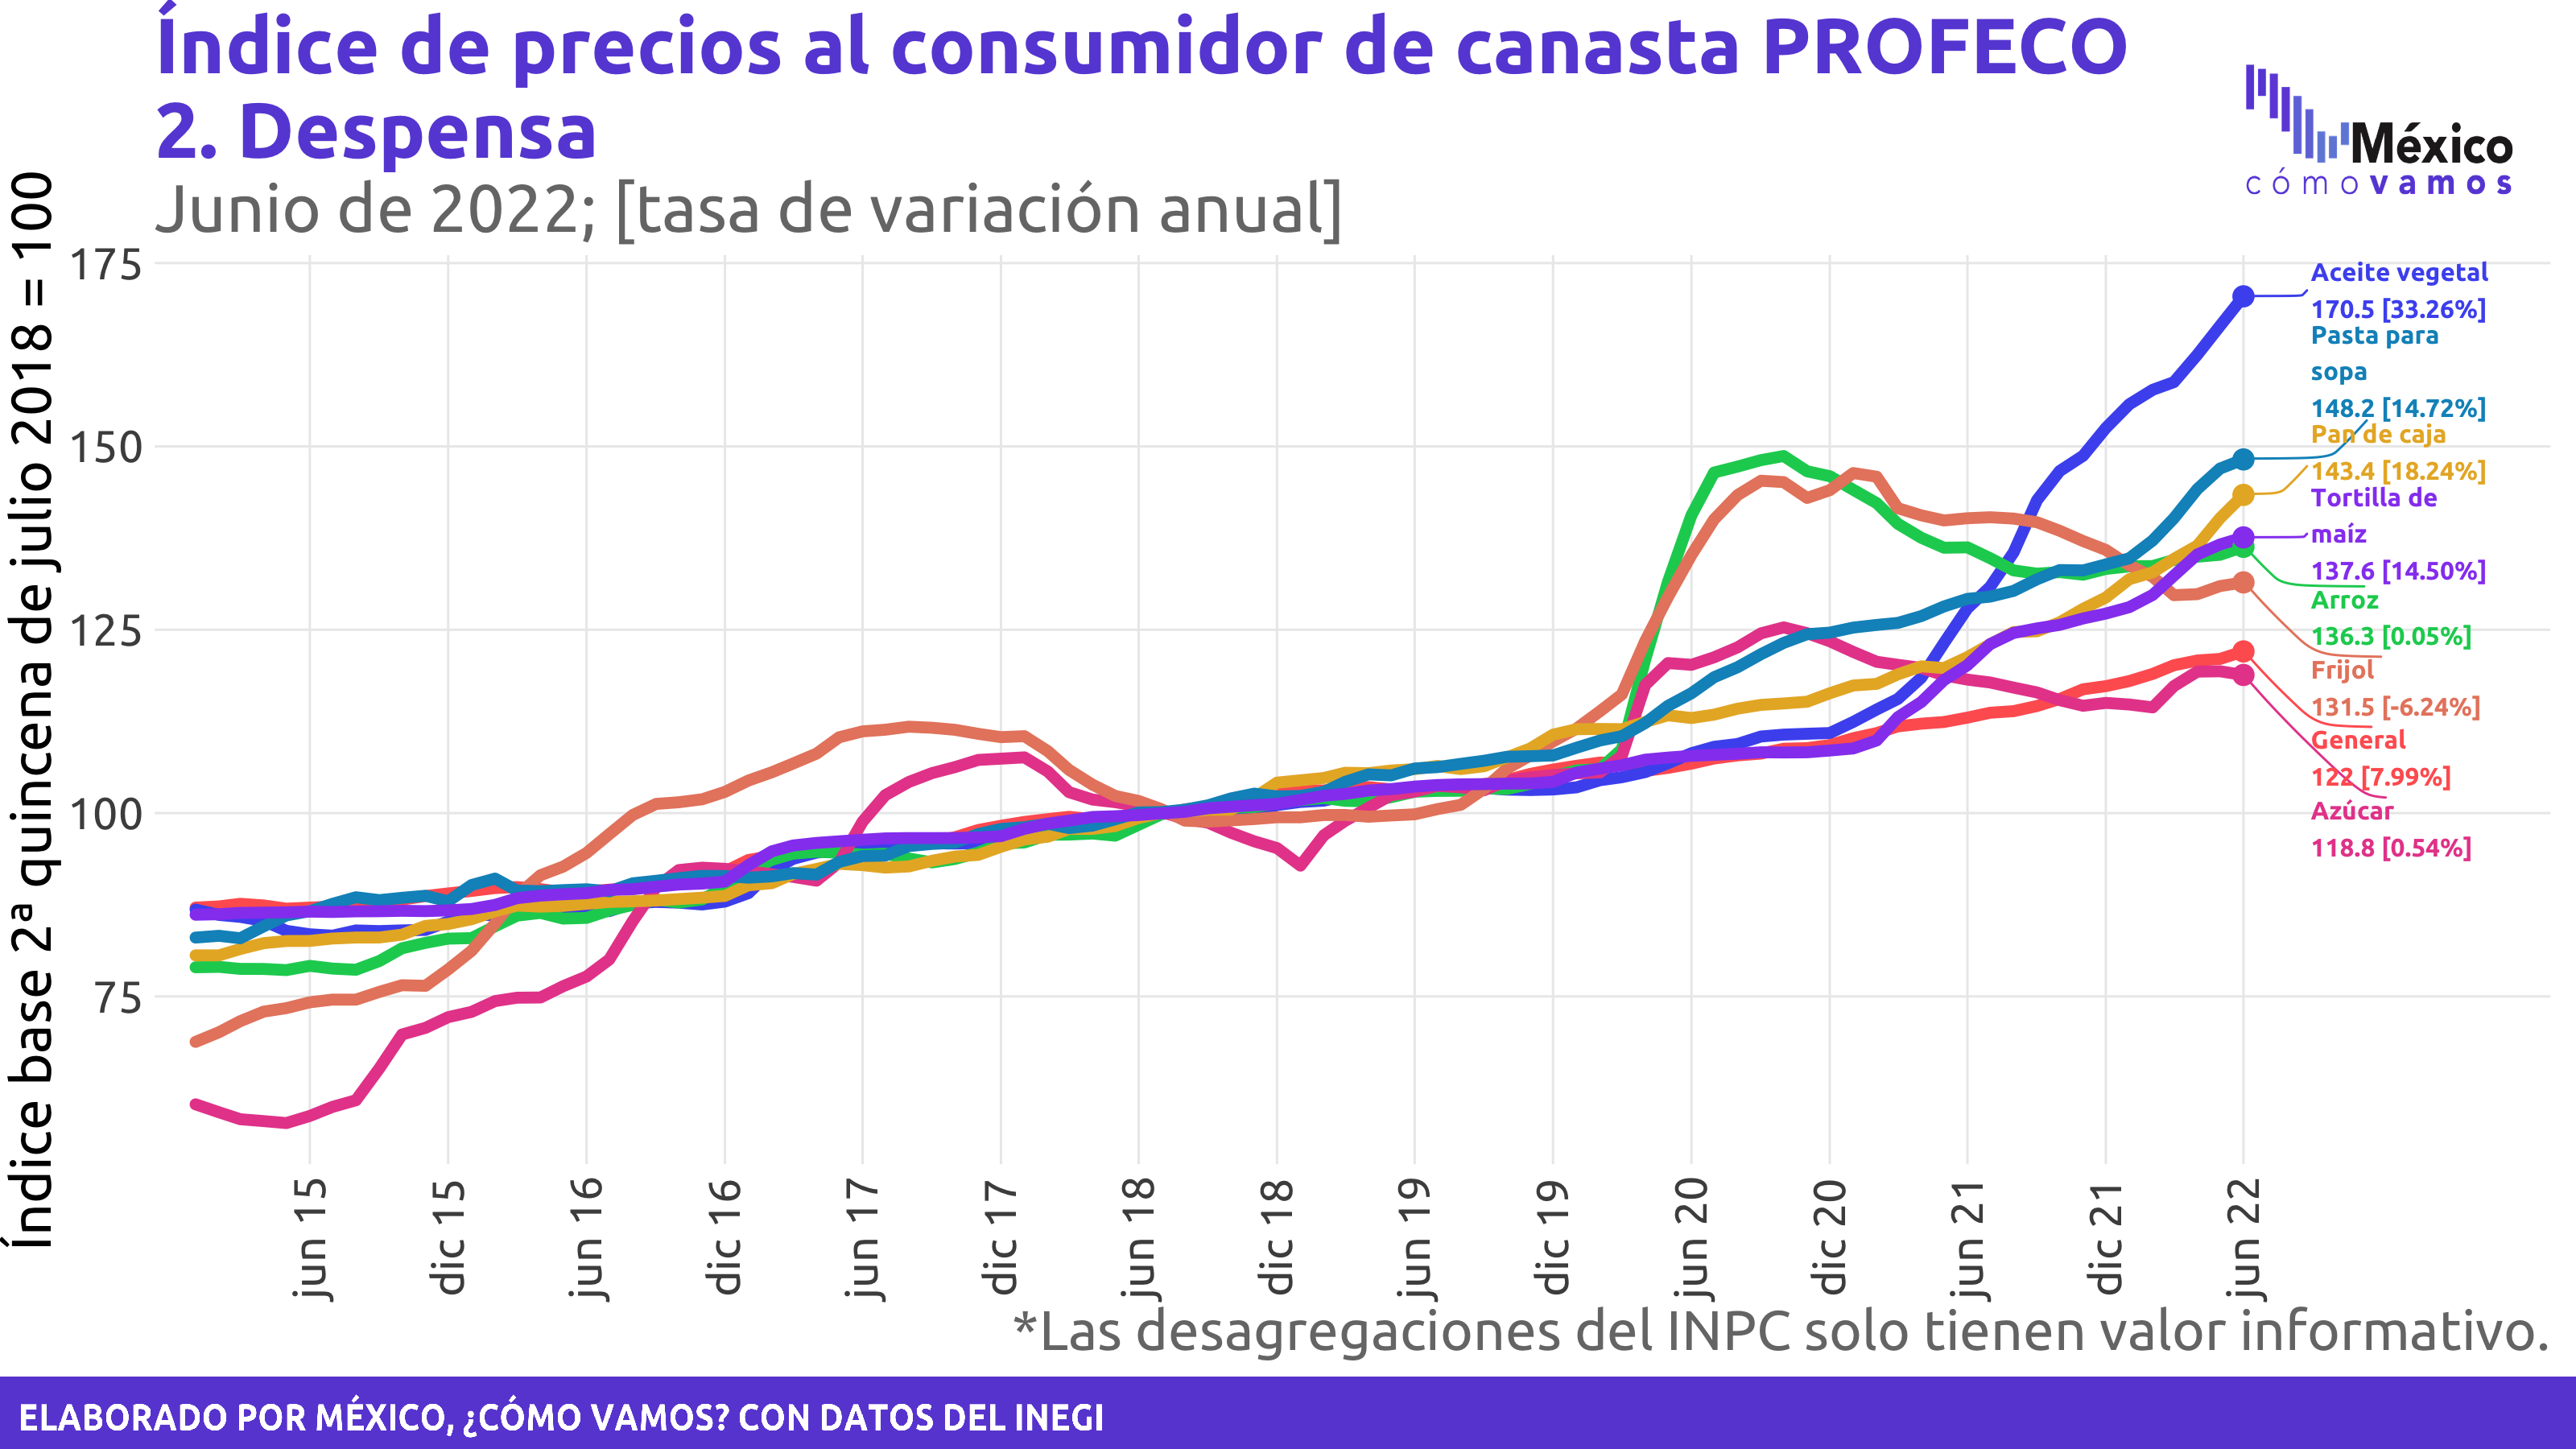 Índice de precios al consumidor de canasta PROFECO
2. Despensa
Junio de 2022; [tasa de variación anual]
México
cómo vamos
Índice base 2ª quincena de julio 2018 = 100
175
150
125
100
75
Aceite vegetal
170.5 [33.26%]
Pasta para
sopa
148.2 [14.72%]
Pan de caja
143.4 [18.24%]
Tortilla de
maíz
137.6 [14.50%]
Arroz
136.3 [0.05%]
Frijol
131.5 [-6.24%]
General
122 [7.99%]
Azúcar
118.8 [0.54%]
jun 15
dic 15
jun 16
dic 16
jun 17
dic 17
jun 18
dic 18
jun 19
dic 19
jun 20
dic 20
jun 21
dic 21
jun 22
*Las desagregaciones del INPC solo tienen valor informativo.
ELABORADO POR MÉXICO, ¿CÓMO VAMOS? CON DATOS DEL INEGI